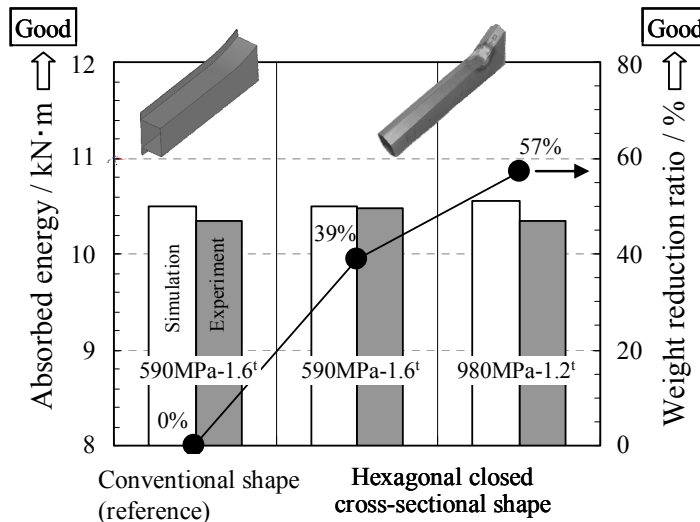 Good
Good
Absorbed energy / kN·m
12
11
10
9
8
Weight reduction ratio / %
80
60
40
20
0
57%
39%
0%
Simulation
Experiment
590MPa-1.6t
590MPa-1.6t
980MPa-1.2t
Conventional shape
(reference)
Hexagonal closed
cross-sectional shape